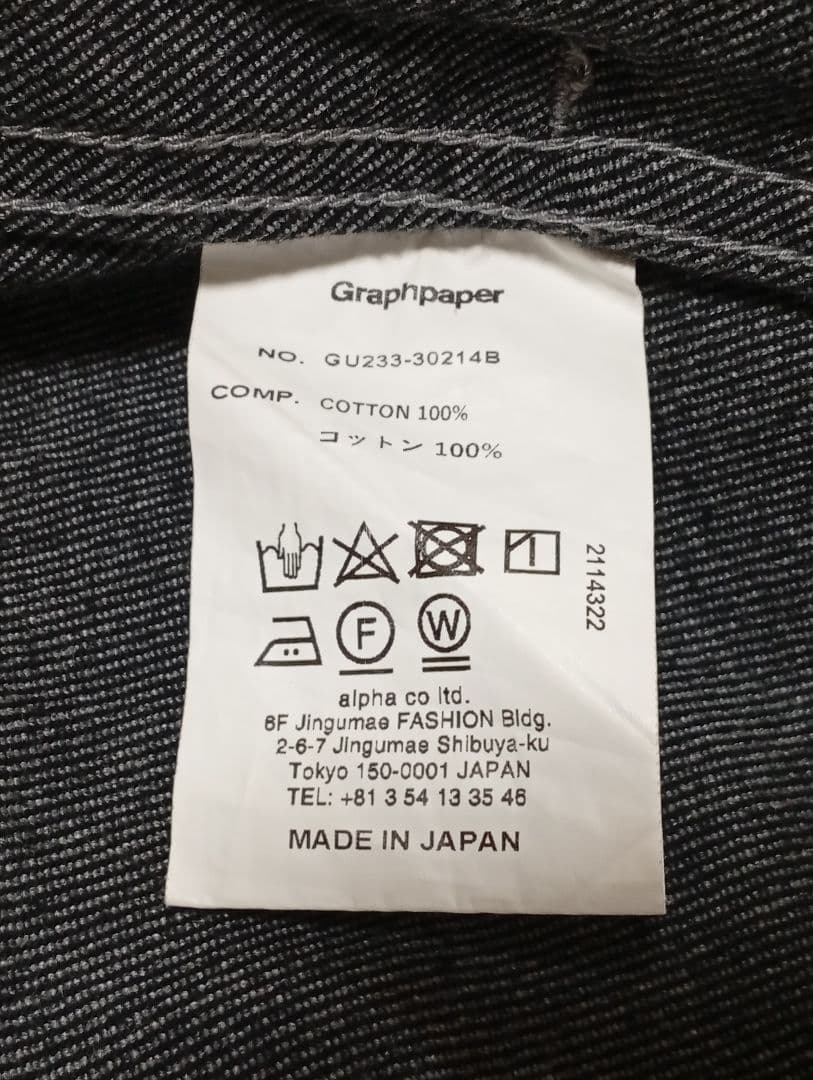 Graphpaper
NO. GU233-30214B
COMP. COTTON 100%
コットン 100%
2114322
F
W
alpha co ltd.
6F Jingumae FASHION Bldg.
2-6-7 Jingumae Shibuya-ku
Tokyo 150-0001 JAPAN
TEL: +81 3 54 13 35 46
MADE IN JAPAN